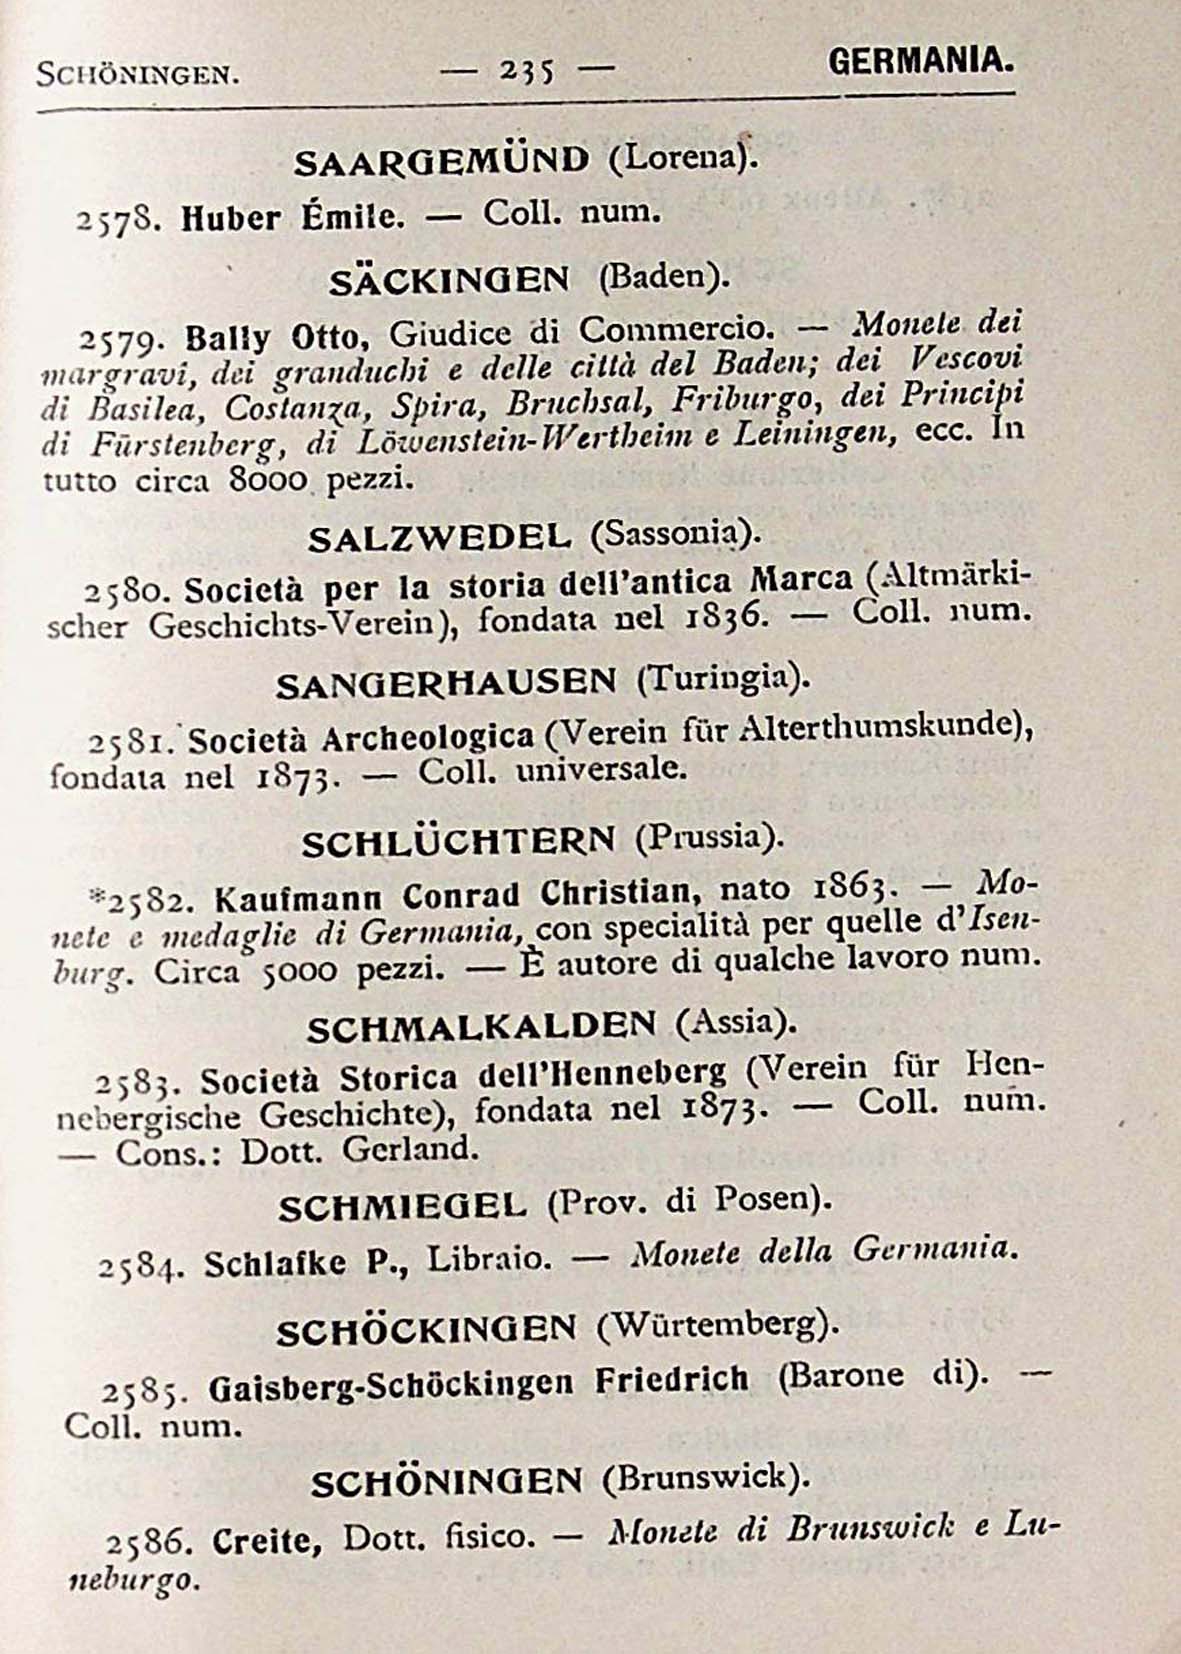 Schöningen. — 235 — GERMANIA.
SAARGEMÜND (Lorena).
2578. Huber Émile. — Coll. num.
SÄCKINGEN (Baden).
2579. Bally Otto, Giudice di Commercio. — Monete dei
margravi, dei granduchi e delle città del Baden; dei Vescovi
di Basilea, Costanza, Spira, Bruchsal, Friburgo, dei Principi
di Fürstenberg, di Löwenstein-Wertheim e Leiningen, ecc. In
tutto circa 8000 pezzi.
SALZWEDEL (Sassonia).
2580. Società per la storia dell'antica Marca (Altmärki-
scher Geschichts-Verein), fondata nel 1836. — Coll. num.
SANGERHAUSEN (Turingia).
2581. Società Archeologica (Verein für Alterthumskunde),
fondata nel 1873. — Coll. universale.
SCHLÜCHTERN (Prussia).
*2582. Kaufmann Conrad Christian, nato 1863. — Mo-
nete e medaglie di Germania, con specialità per quelle d'Isen-
burg. Circa 5000 pezzi. — È autore di qualche lavoro num.
SCHMALKALDEN (Assia).
2583. Società Storica dell'Henneberg (Verein für Hen-
nebergische Geschichte), fondata nel 1873. — Coll. num.
— Cons.: Dott. Gerland.
SCHMIEGEL (Prov. di Posen).
2584. Schlafke P., Libraio. — Monete della Germania.
SCHÖCKINGEN (Würtemberg).
2585. Gaisberg-Schöckingen Friedrich (Barone di). —
Coll. num.
SCHÖNINGEN (Brunswick).
2586. Creite, Dott. fisico. — Monete di Brunswick e Lu-
neburgo.